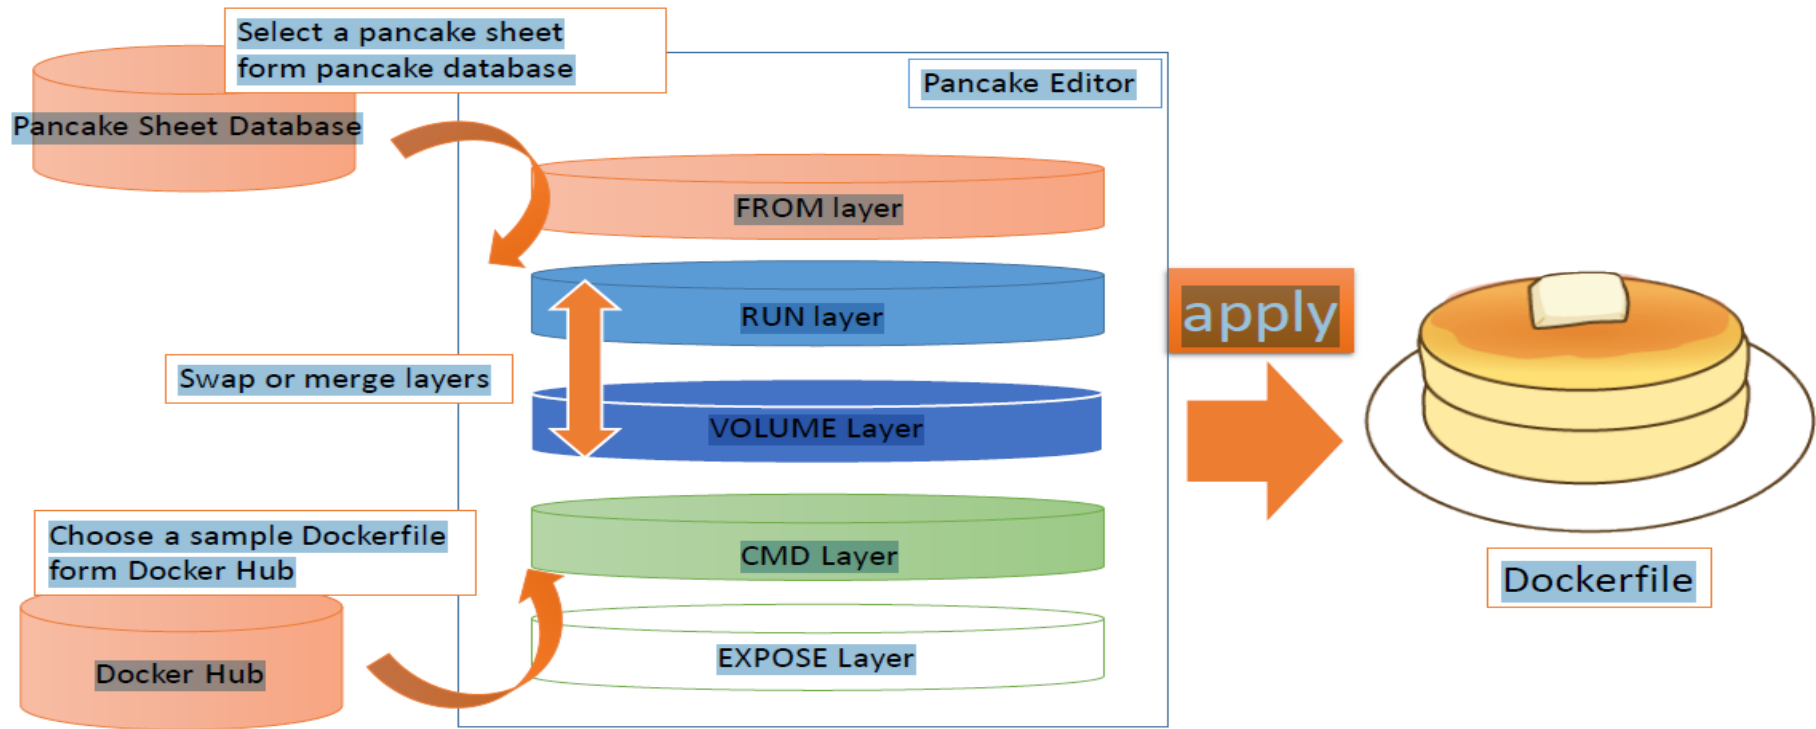 Select a pancake sheet
form pancake database
Pancake Editor
Pancake Sheet Database
FROM layer
RUN layer
apply
Swap or merge layers
VOLUME Layer
Choose a sample Dockerfile
form Docker Hub
CMD Layer
Dockerfile
EXPOSE Layer
Docker Hub